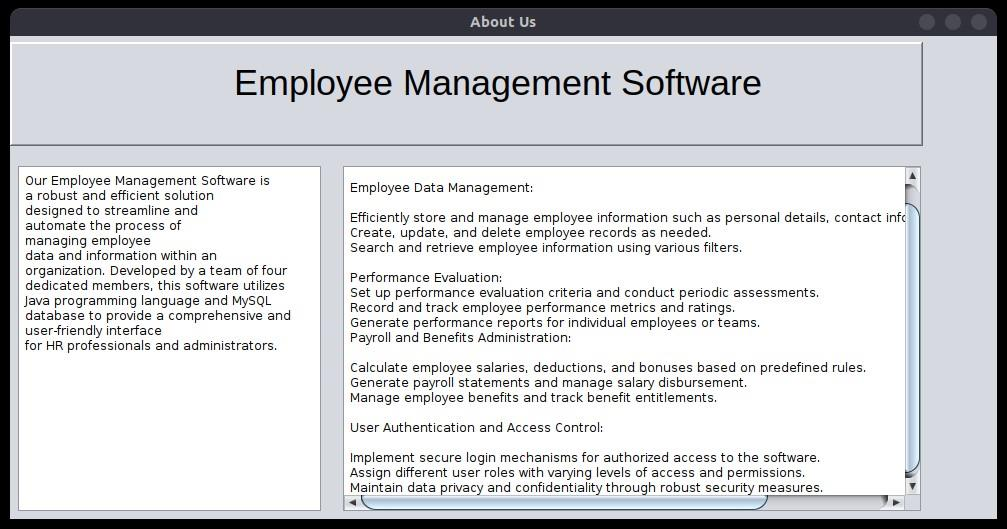 About Us
Employee Management Software
Our Employee Management Software is
a robust and efficient solution
designed to streamline and
automate the process of
managing employee
data and information within an
organization. Developed by a team of four
dedicated members, this software utilizes
Java programming language and MySQL
database to provide a comprehensive and
user-friendly interface
for HR professionals and administrators.
Employee Data Management:
Efficiently store and manage employee information such as personal details, contact info
Create, update, and delete employee records as needed.
Search and retrieve employee information using various filters.
Performance Evaluation:
Set up performance evaluation criteria and conduct periodic assessments.
Record and track employee performance metrics and ratings.
Generate performance reports for individual employees or teams.
Payroll and Benefits Administration:
Calculate employee salaries, deductions, and bonuses based on predefined rules.
Generate payroll statements and manage salary disbursement.
Manage employee benefits and track benefit entitlements.
User Authentication and Access Control:
Implement secure login mechanisms for authorized access to the software.
Assign different user roles with varying levels of access and permissions.
Maintain data privacy and confidentiality through robust security measures.